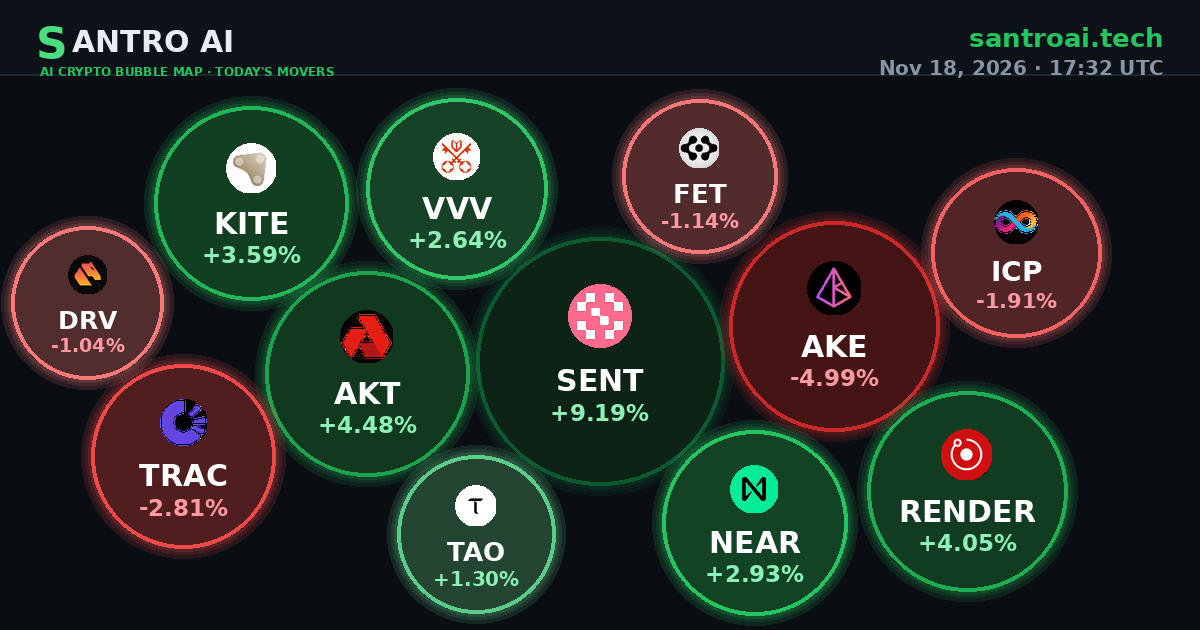 SANTRO AI
AI CRYPTO BUBBLE MAP · TODAY'S MOVERS
santroai.tech
Nov 18, 2026 · 17:32 UTC
KITE
+3.59%
VVV
+2.64%
FET
-1.14%
ICP
-1.91%
DRV
-1.04%
AKT
+4.48%
SENT
+9.19%
AKE
-4.99%
TRAC
-2.81%
TAO
+1.30%
NEAR
+2.93%
RENDER
+4.05%